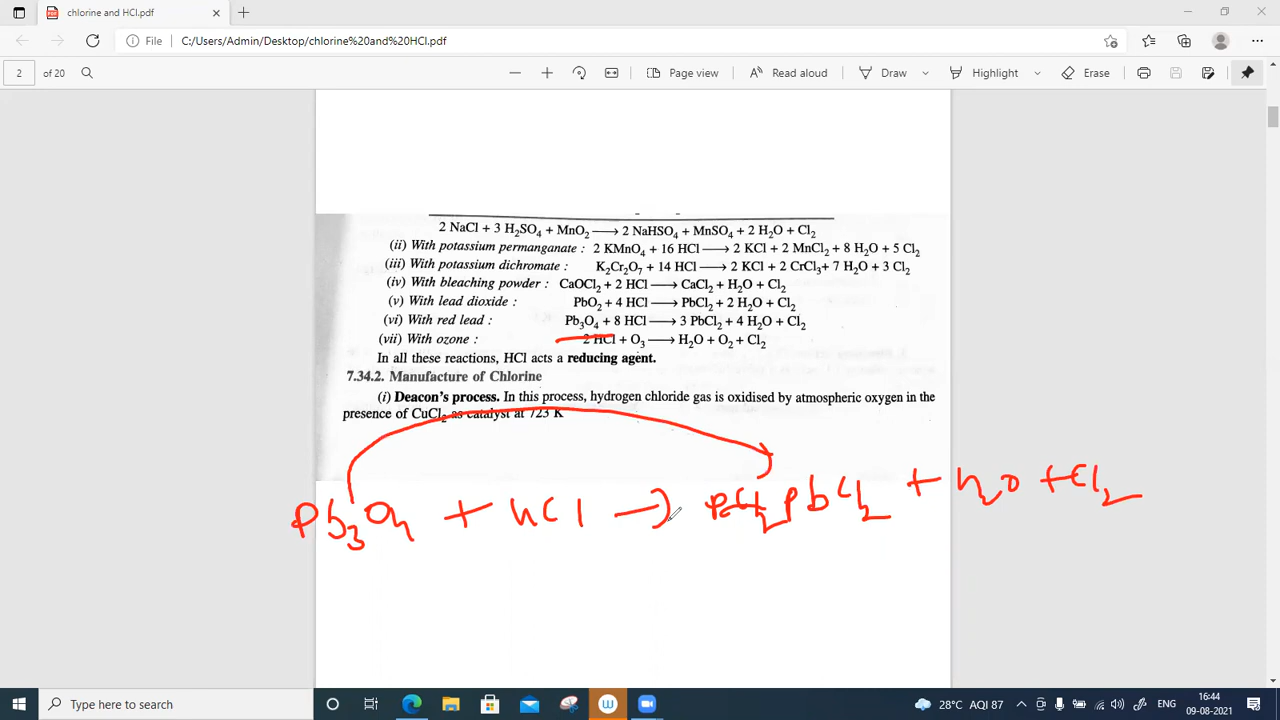 chlorine and HCl.pdf
File C:/Users/Admin/Desktop/chlorine%20and%20HCl.pdf
2 of 20 Page view Read aloud Draw Highlight Erase
2 NaCl + 3 H₂SO₄ + MnO₂ ⟶ 2 NaHSO₄ + MnSO₄ + 2 H₂O + Cl₂
(ii) With potassium permanganate : 2 KMnO₄ + 16 HCl ⟶ 2 KCl + 2 MnCl₂ + 8 H₂O + 5 Cl₂
(iii) With potassium dichromate : K₂Cr₂O₇ + 14 HCl ⟶ 2 KCl + 2 CrCl₃+ 7 H₂O + 3 Cl₂
(iv) With bleaching powder : CaOCl₂ + 2 HCl ⟶ CaCl₂ + H₂O + Cl₂
(v) With lead dioxide : PbO₂ + 4 HCl ⟶ PbCl₂ + 2 H₂O + Cl₂
(vi) With red lead : Pb₃O₄ + 8 HCl ⟶ 3 PbCl₂ + 4 H₂O + Cl₂
(vii) With ozone : 2 HCl + O₃ ⟶ H₂O + O₂ + Cl₂
In all these reactions, HCl acts a reducing agent.
7.34.2. Manufacture of Chlorine
(i) Deacon's process. In this process, hydrogen chloride gas is oxidised by atmospheric oxygen in the
presence of CuCl₂ as catalyst at 723 K
Pb₃O₄ + HCl → PbCl₂ + H₂O + Cl₂
Type here to search 28°C AQI 87 ENG 16:44
09-08-2021